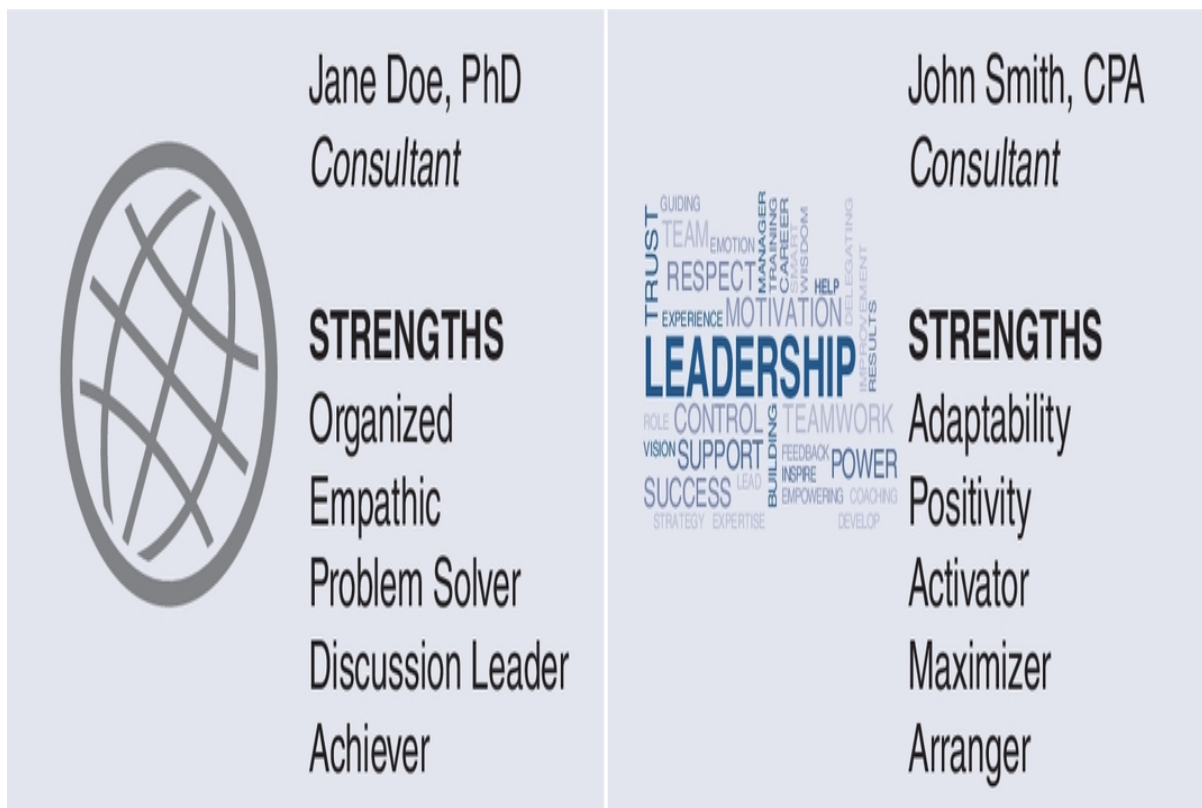 Jane Doe, PhD
Consultant
STRENGTHS
Organized
Empathic
Problem Solver
Discussion Leader
Achiever
John Smith, CPA
Consultant
GUIDING
TRUST
TEAM
EMOTION
RESPECT
MANAGER
TRAINING
CAREER
SMART
WISDOM
DELEGATING
HELP
EXPERIENCE
MOTIVATION
IMPROVEMENT
RESULTS
LEADERSHIP
ROLE
CONTROL
BUILDING
TEAMWORK
VISION
SUPPORT
FEEDBACK
INSPIRE
POWER
SUCCESS
LEAD
EMPOWERING
COACHING
STRATEGY
EXPERTISE
DEVELOP
STRENGTHS
Adaptability
Positivity
Activator
Maximizer
Arranger